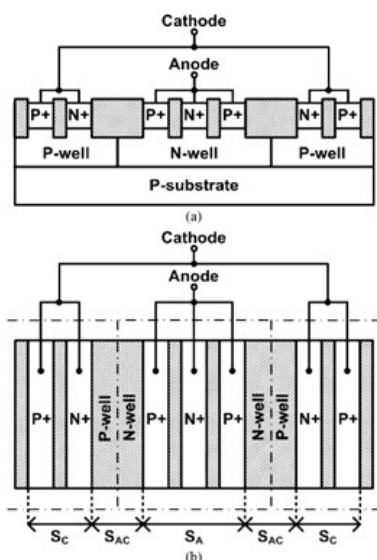 Cathode
Anode
P+ N+ P+ N+ P+ N+ P+
P-well N-well P-well
P-substrate
(a)
Cathode
Anode
P+ N+ P-well N-well P+ N+ P+ N-well P-well N+ P+
SC SAC SA SAC SC
(b)